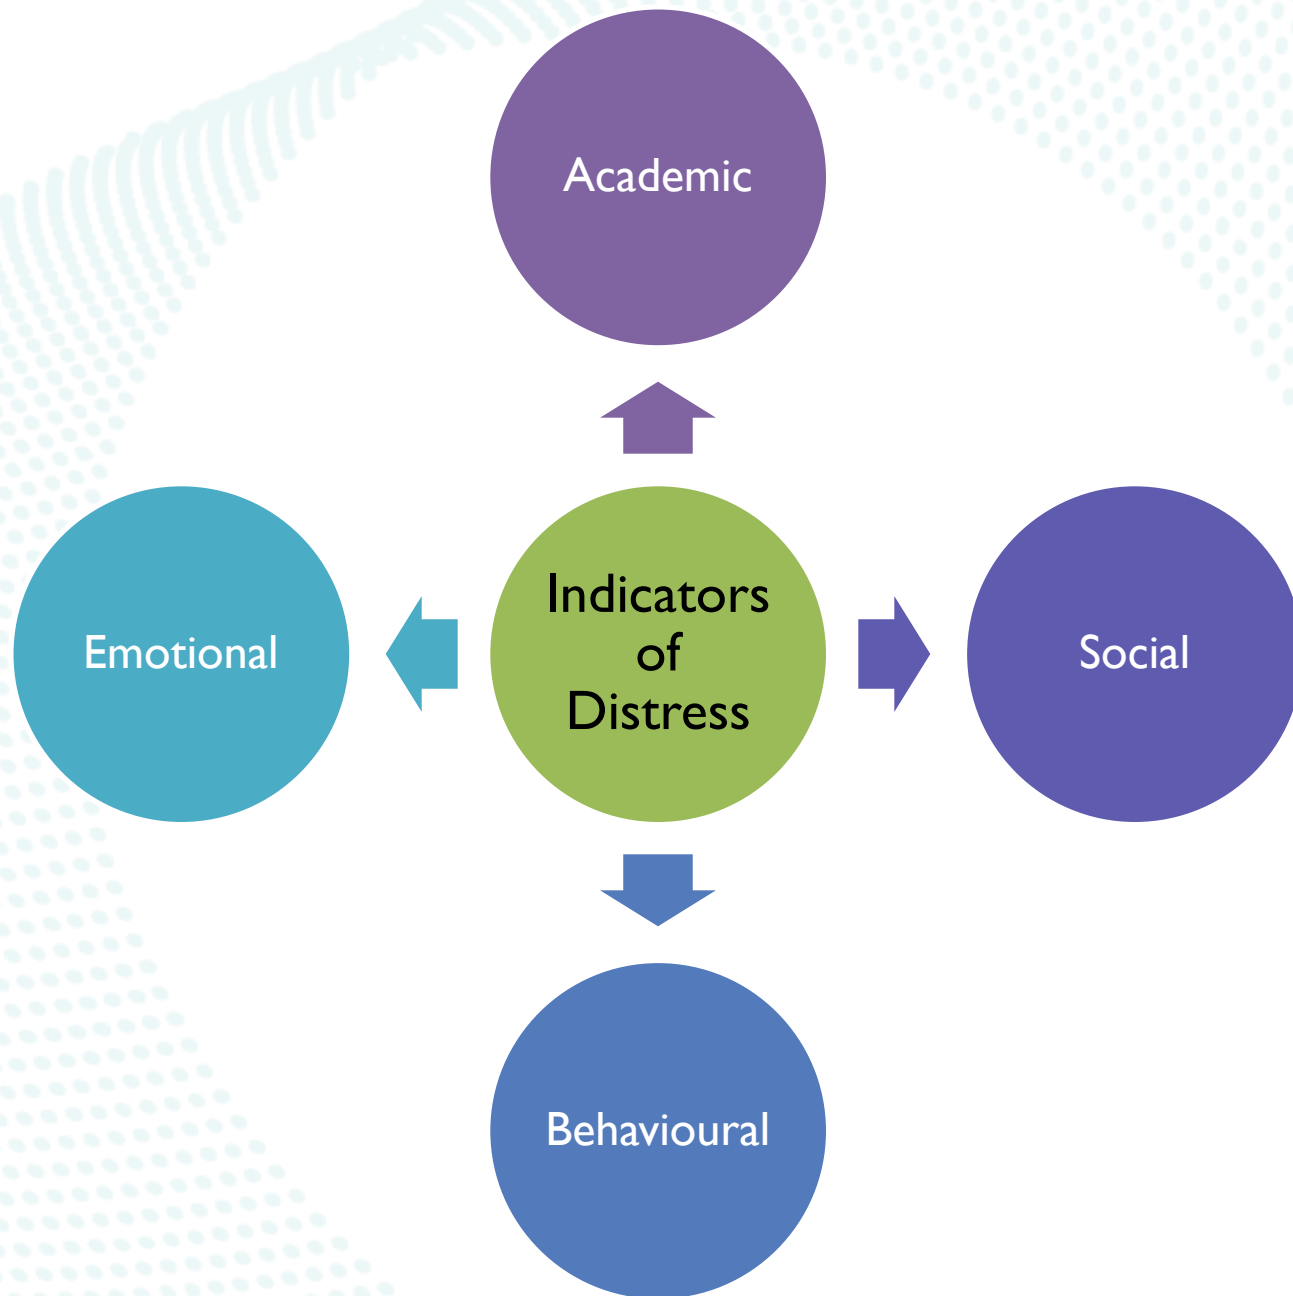 Academic
Emotional
Indicators
of
Distress
Social
Behavioural